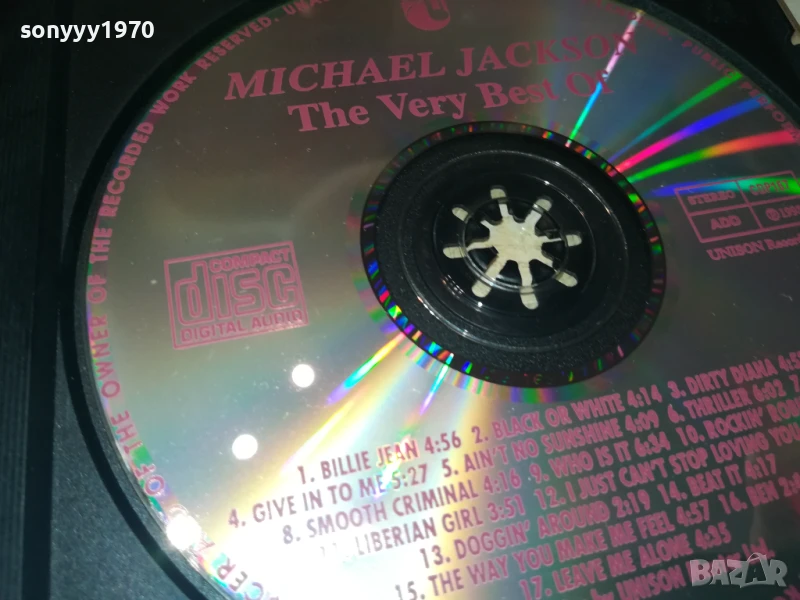 sonyyy1970
OF THE OWNER OF THE RECORDED WORK RESERVED.
MICHAEL JACKSON
The Very Best Of
COMPACT
disc
DIGITAL AUDIO
STEREO
ADD
UNISON
1. BILLIE JEAN 4:56 2. BLACK OR WHITE 4:14 3. DIRTY DIANA
4. GIVE IN TO ME 5:27 5. AIN'T NO SUNSHINE 4:09 6. THRILLER 6:02
8. SMOOTH CRIMINAL 4:16 9. WHO IS IT 6:34 10. ROCKIN'
LIBERIAN GIRL 3:51 12. I JUST CAN'T STOP LOVING YOU
13. DOGGIN' AROUND 2:19 14. BEAT IT 4:17
15. THE WAY YOU MAKE ME FEEL 4:57 16. BEN
17. LEAVE ME ALONE 4:35
UNISON
BAZAR